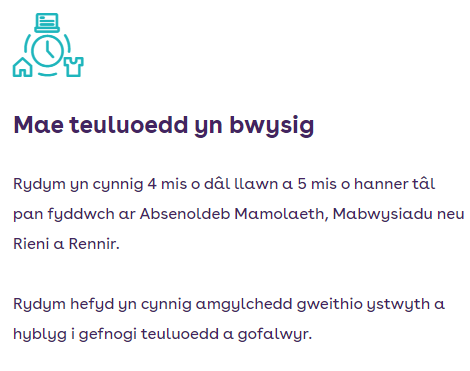 Mae teuluoedd yn bwysig
Rydym yn cynnig 4 mis o dâl llawn a 5 mis o hanner tâl
pan fyddwch ar Absenoldeb Mamolaeth, Mabwysiadu neu
Rieni a Rennir.
Rydym hefyd yn cynnig amgylchedd gweithio ystwyth a
hyblyg i gefnogi teuluoedd a gofalwyr.